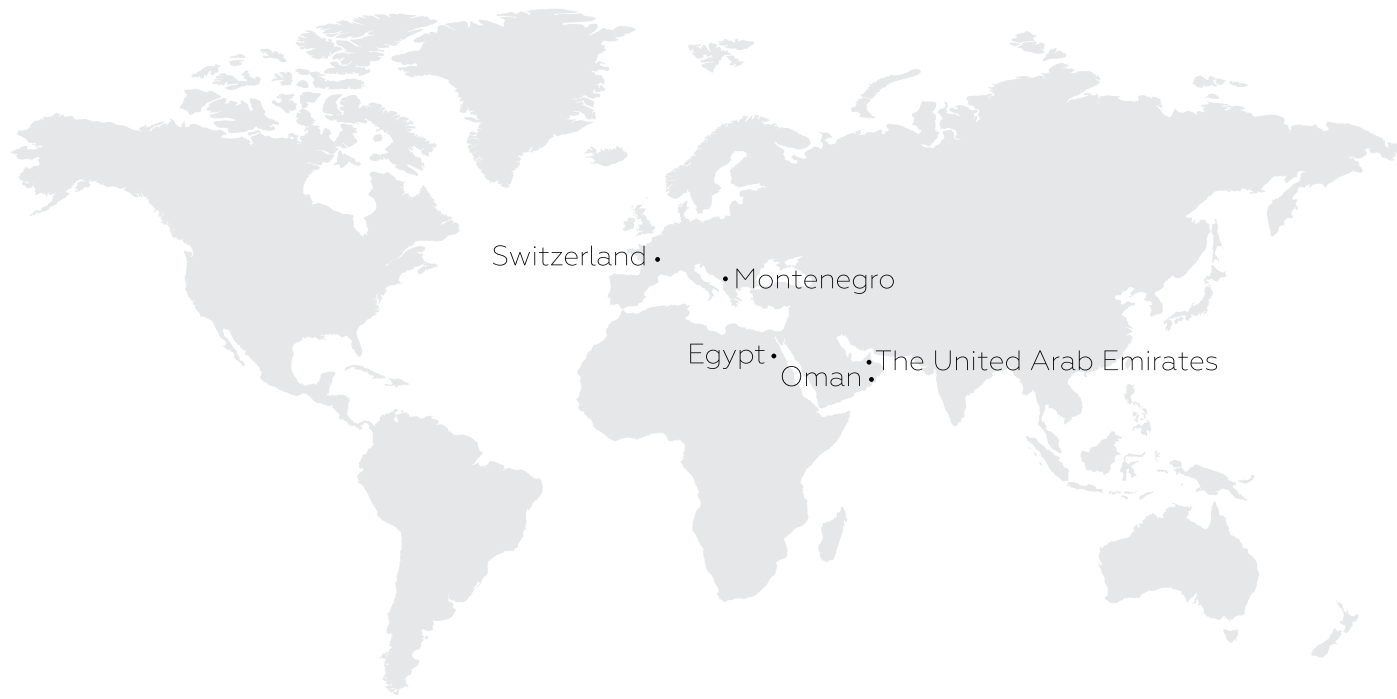 Switzerland
Montenegro
Egypt
The United Arab Emirates
Oman